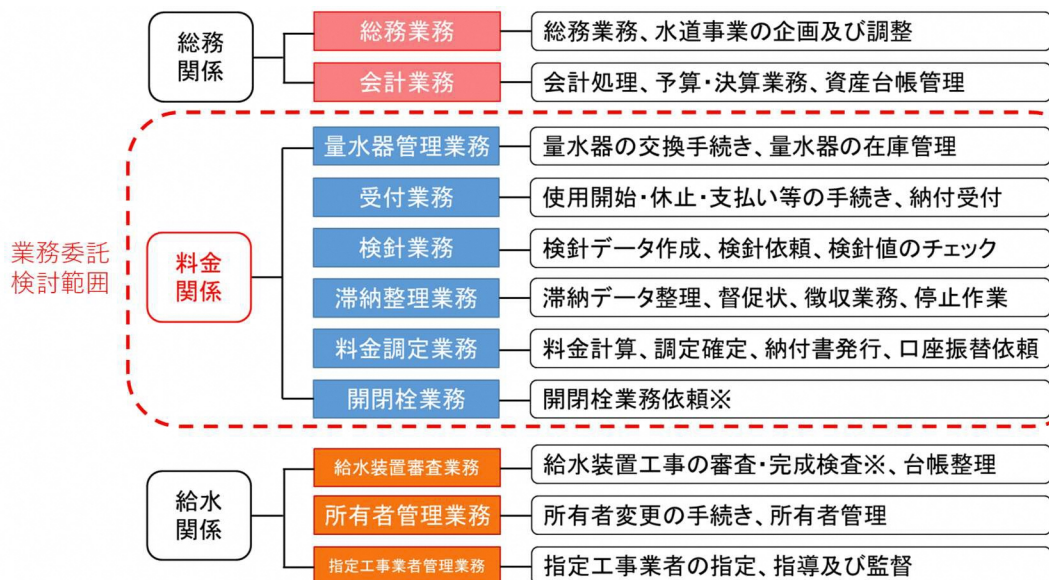 総務
関係
総務業務
総務業務、水道事業の企画及び調整
会計業務
会計処理、予算・決算業務、資産台帳管理
業務委託
検討範囲
料金
関係
量水器管理業務
量水器の交換手続き、量水器の在庫管理
受付業務
使用開始・休止・支払い等の手続き、納付受付
検針業務
検針データ作成、検針依頼、検針値のチェック
滞納整理業務
滞納データ整理、督促状、徴収業務、停止作業
料金調定業務
料金計算、調定確定、納付書発行、口座振替依頼
開閉栓業務
開閉栓業務依頼※
給水
関係
給水装置審査業務
給水装置工事の審査・完成検査※、台帳整理
所有者管理業務
所有者変更の手続き、所有者管理
指定工事業者管理業務
指定工事業者の指定、指導及び監督